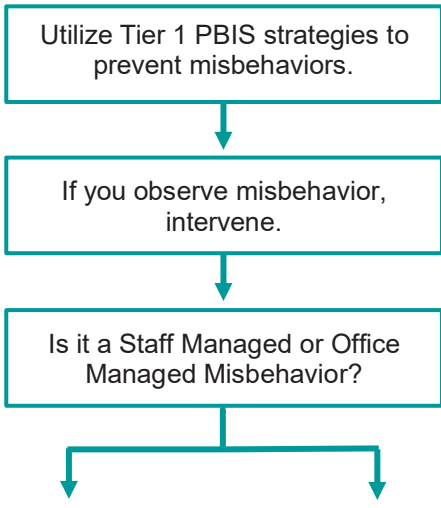 Utilize Tier 1 PBIS strategies to
prevent misbehaviors.
If you observe misbehavior,
intervene.
Is it a Staff Managed or Office
Managed Misbehavior?